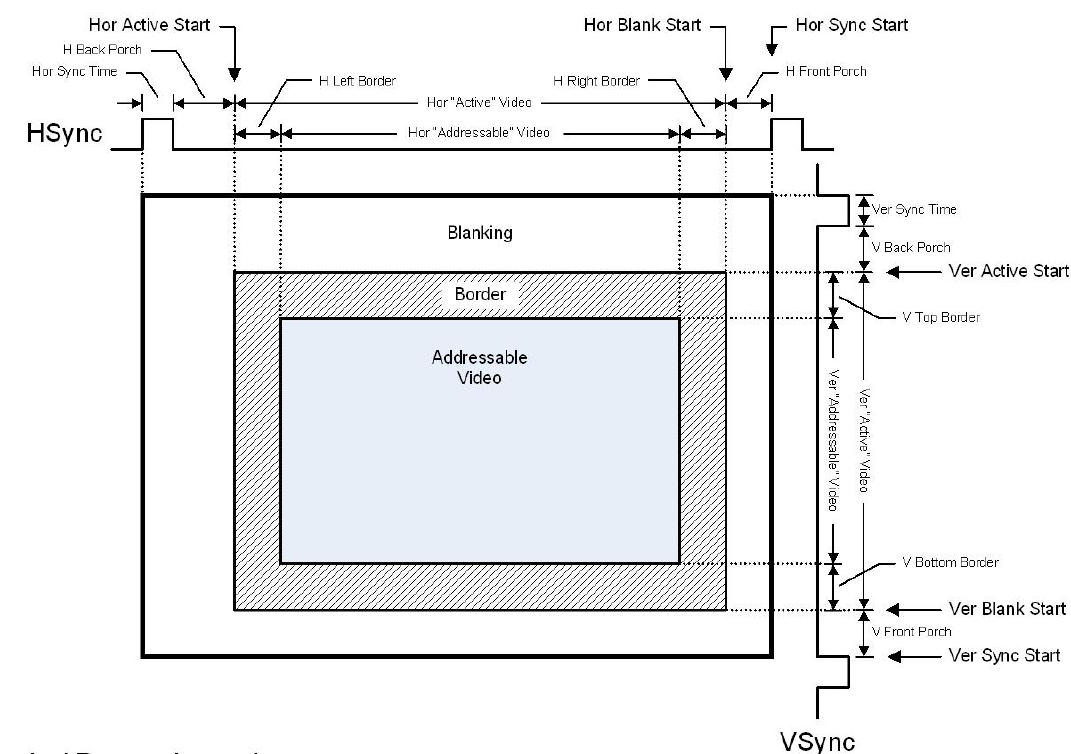 Hor Active Start
Hor Blank Start
Hor Sync Start
H Back Porch
Hor Sync Time
H Left Border
H Right Border
H Front Porch
Hor "Active" Video
HSync
Hor "Addressable" Video
Ver Sync Time
Blanking
V Back Porch
Ver Active Start
Border
V Top Border
Addressable
Video
Ver "Addressable" Video
Ver "Active" Video
V Bottom Border
Ver Blank Start
V Front Porch
Ver Sync Start
VSync